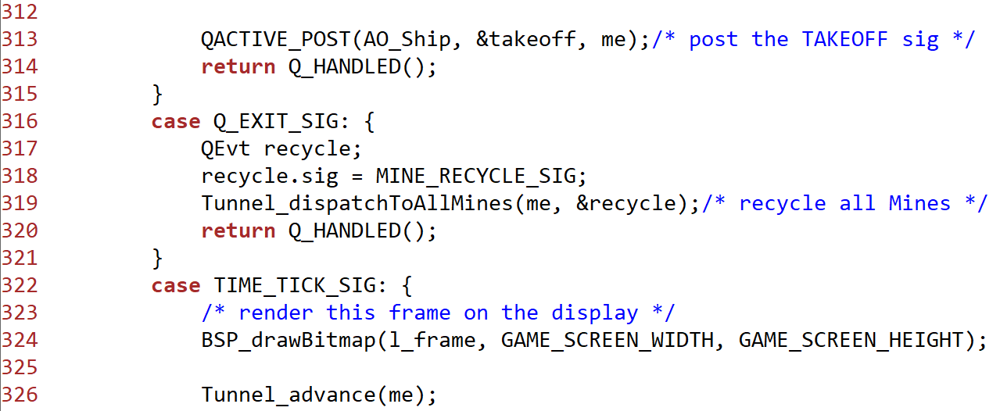 312
313             QACTIVE_POST(AO_Ship, &takeoff, me);/* post the TAKEOFF sig */
314             return Q_HANDLED();
315         }
316         case Q_EXIT_SIG: {
317             QEvt recycle;
318             recycle.sig = MINE_RECYCLE_SIG;
319             Tunnel_dispatchToAllMines(me, &recycle);/* recycle all Mines */
320             return Q_HANDLED();
321         }
322         case TIME_TICK_SIG: {
323             /* render this frame on the display */
324             BSP_drawBitmap(l_frame, GAME_SCREEN_WIDTH, GAME_SCREEN_HEIGHT);
325
326             Tunnel_advance(me);